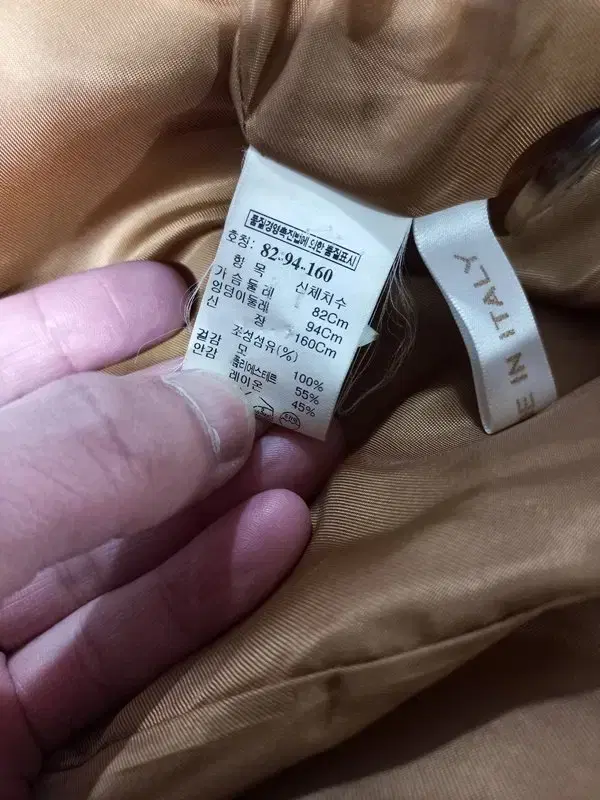 품질경영촉진법에 의한 품질표시
호칭: 82-94-160
항 목 신체치수
가 슴 둘 레 82Cm
엉덩이둘레 94Cm
신 장 160Cm
조성섬유(%)
겉감 모 100%
안감 폴리에스테르 55%
레이온 45%
E IN ITALY